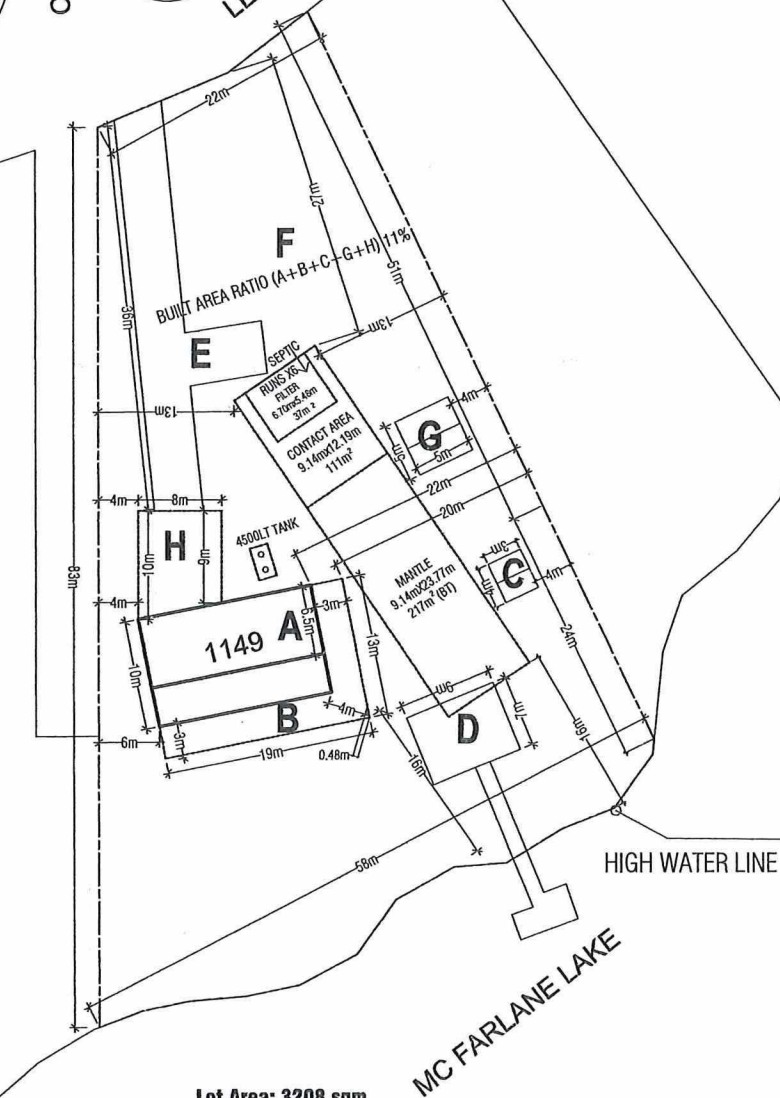 22m
27m
F
BUILT AREA RATIO (A+B+C+G+H) 11%
51m
36m
E
13m
SEPTIC
RUNS X6
FILTER
6.70mx5.48m
37m²
CONTACT AREA
9.14mX12.19m
111m²
13m
4m
G
5m
5m
22m
20m
4m
8m
H
10m
9m
4500LT TANK
MANTLE
9.14mX23.77m
217m² (BT)
3m
4m
C
4m
83m
4m
24m
A
3m
6.5m
1149
13m
10m
B
4m
9m
7m
D
6m
3m
19m
0.48m
16m
16m
58m
HIGH WATER LINE
MC FARLANE LAKE
Lot Area: 3208 sqm